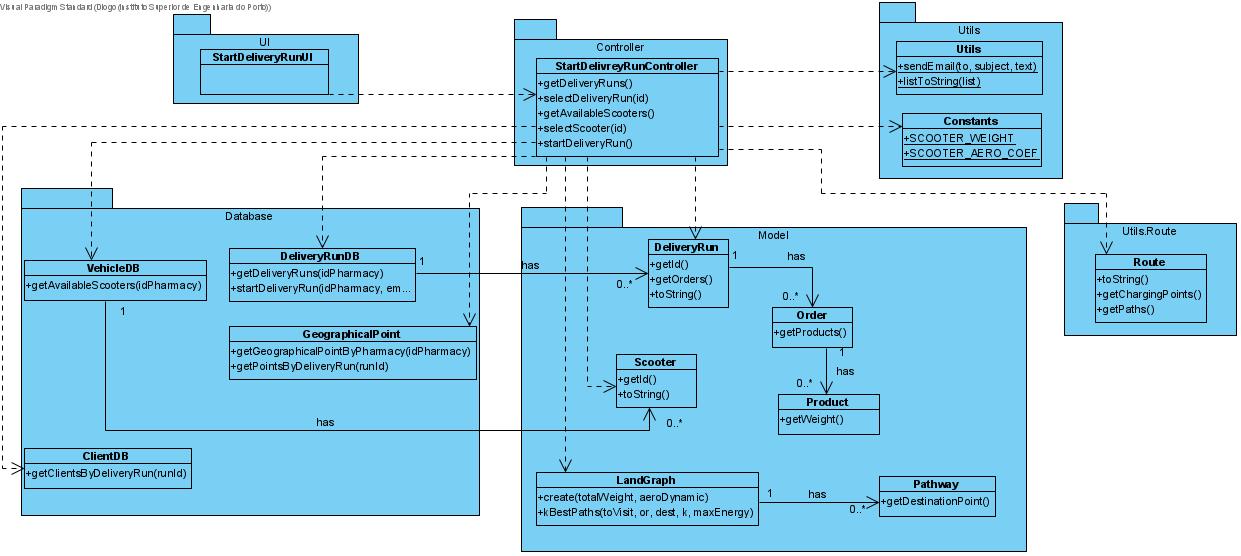 Visual Paradigm Standard (Diogo (Instituto Superior de Engenharia do Porto))
UI
StartDeliveryRunUI
Controller
StartDelivreyRunController
+getDeliveryRuns()
+selectDeliveryRun(id)
+getAvailableScooters()
+selectScooter(id)
+startDeliveryRun()
Utils
Utils
+sendEmail(to, subject, text)
+listToString(list)
Constants
+SCOOTER_WEIGHT
+SCOOTER_AERO_COEF
Database
VehicleDB
+getAvailableScooters(idPharmacy)
1
DeliveryRunDB
+getDeliveryRuns(idPharmacy)
+startDeliveryRun(idPharmacy, em...
1
has
0..*
GeographicalPoint
+getGeographicalPointByPharmacy(idPharmacy)
+getPointsByDeliveryRun(runId)
has
0..*
ClientDB
+getClientsByDeliveryRun(runId)
Model
DeliveryRun
+getId()
+getOrders()
+toString()
1
has
0..*
Order
+getProducts()
1
has
0..*
Product
+getWeight()
Scooter
+getId()
+toString()
LandGraph
+create(totalWeight, aeroDynamic)
+kBestPaths(toVisit, or, dest, k, maxEnergy)
1
has
0..*
Pathway
+getDestinationPoint()
Utils.Route
Route
+toString()
+getChargingPoints()
+getPaths()